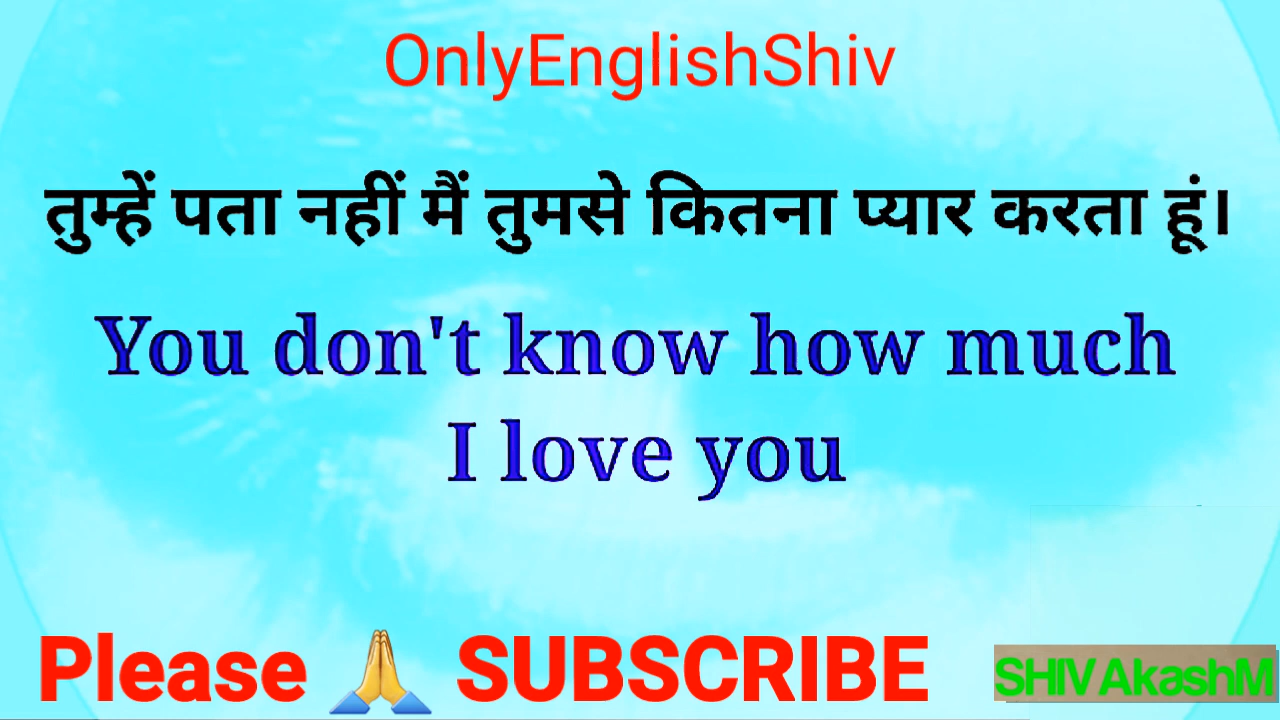 OnlyEnglishShiv
तुम्हें पता नहीं मैं तुमसे कितना प्यार करता हूं।
You don't know how much
I love you
Please 🙏 SUBSCRIBE
SHIVAkashM